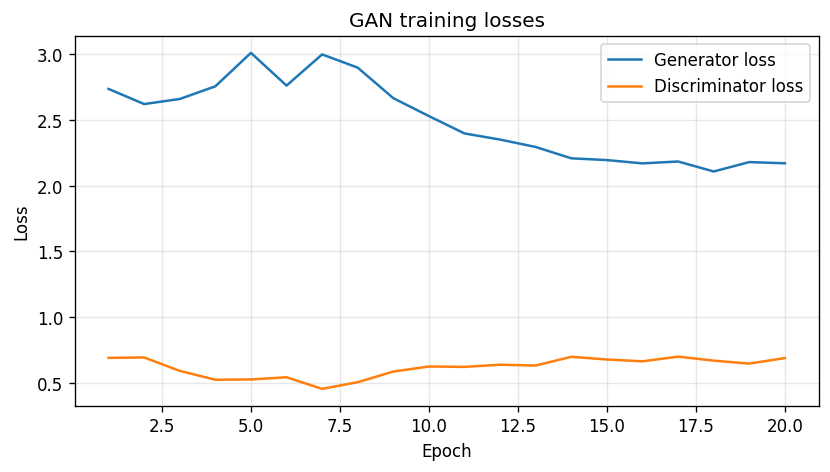 GAN training losses
Generator loss
Discriminator loss
3.0
2.5
2.0
1.5
1.0
0.5
Loss
2.5 5.0 7.5 10.0 12.5 15.0 17.5 20.0
Epoch